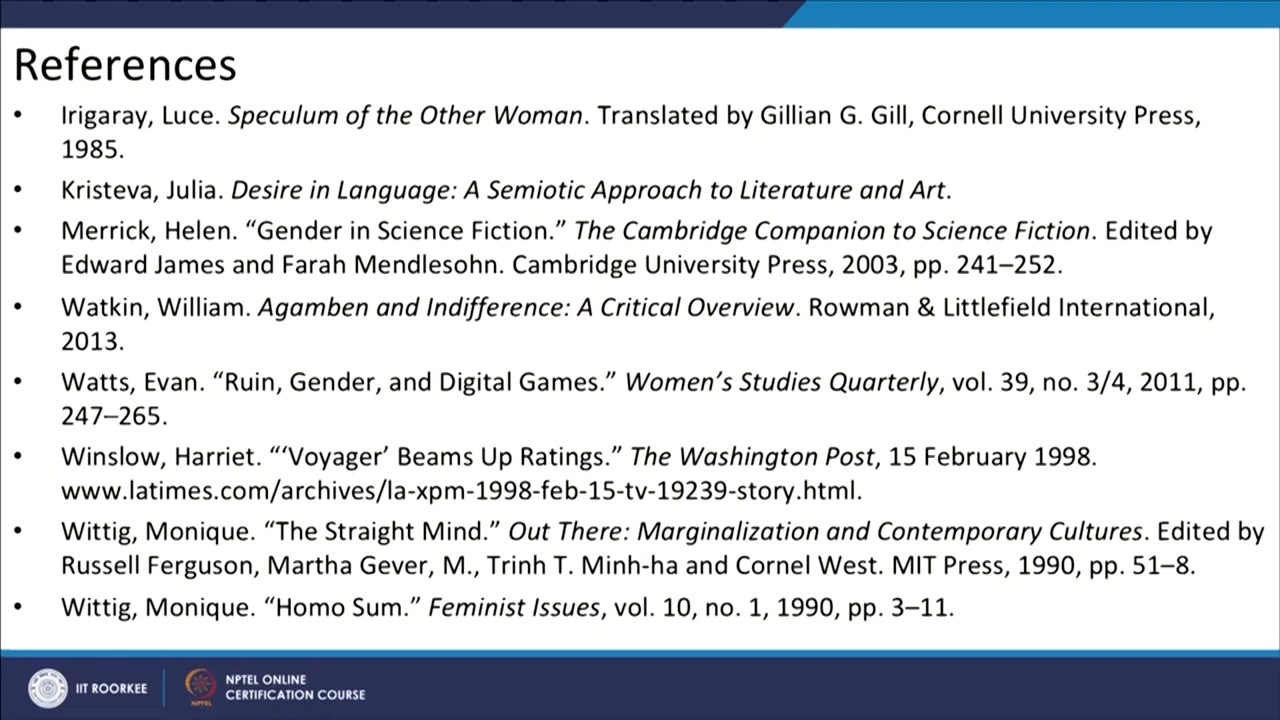 References
• Irigaray, Luce. Speculum of the Other Woman. Translated by Gillian G. Gill, Cornell University Press,
1985.
• Kristeva, Julia. Desire in Language: A Semiotic Approach to Literature and Art.
• Merrick, Helen. “Gender in Science Fiction.” The Cambridge Companion to Science Fiction. Edited by
Edward James and Farah Mendlesohn. Cambridge University Press, 2003, pp. 241–252.
• Watkin, William. Agamben and Indifference: A Critical Overview. Rowman & Littlefield International,
2013.
• Watts, Evan. “Ruin, Gender, and Digital Games.” Women’s Studies Quarterly, vol. 39, no. 3/4, 2011, pp.
247–265.
• Winslow, Harriet. “‘Voyager’ Beams Up Ratings.” The Washington Post, 15 February 1998.
www.latimes.com/archives/la-xpm-1998-feb-15-tv-19239-story.html.
• Wittig, Monique. “The Straight Mind.” Out There: Marginalization and Contemporary Cultures. Edited by
Russell Ferguson, Martha Gever, M., Trinh T. Minh-ha and Cornel West. MIT Press, 1990, pp. 51–8.
• Wittig, Monique. “Homo Sum.” Feminist Issues, vol. 10, no. 1, 1990, pp. 3–11.
IIT ROORKEE
NPTEL
NPTEL ONLINE
CERTIFICATION COURSE